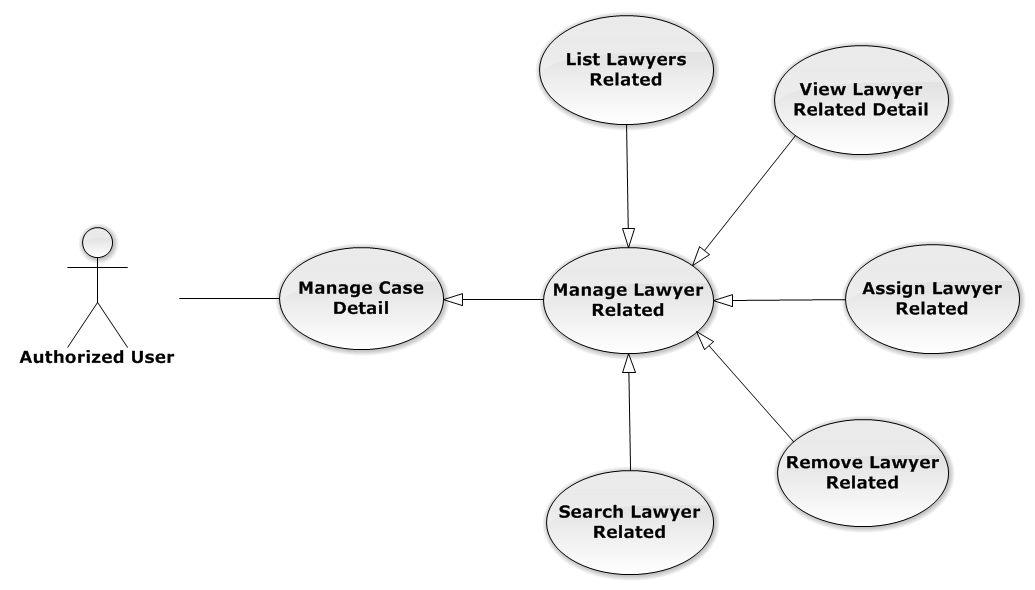 List Lawyers
Related
View Lawyer
Related Detail
Authorized User
Manage Case
Detail
Manage Lawyer
Related
Assign Lawyer
Related
Remove Lawyer
Related
Search Lawyer
Related